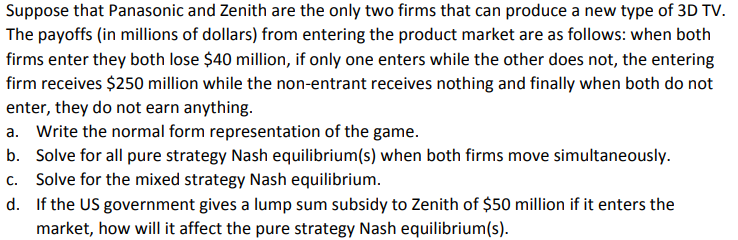 Suppose that Panasonic and Zenith are the only two firms that can produce a new type of 3D TV.
The payoffs (in millions of dollars) from entering the product market are as follows: when both
firms enter they both lose $40 million, if only one enters while the other does not, the entering
firm receives $250 million while the non-entrant receives nothing and finally when both do not
enter, they do not earn anything.
a. Write the normal form representation of the game.
b. Solve for all pure strategy Nash equilibrium(s) when both firms move simultaneously.
c. Solve for the mixed strategy Nash equilibrium.
d. If the US government gives a lump sum subsidy to Zenith of $50 million if it enters the
market, how will it affect the pure strategy Nash equilibrium(s).